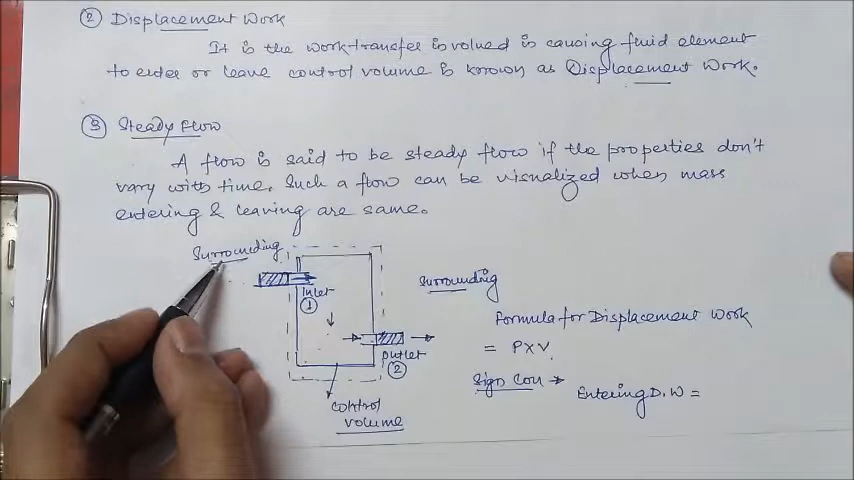 ② Displacement Work
It is the work transfer involved is causing fluid element
to enter or leave control volume is known as Displacement Work.
③ Steady Flow
A flow is said to be steady flow if the properties don't
vary with time. Such a flow can be visualized when mass
entering & leaving are same.
Surrounding
Inlet
①
Surrounding
Outlet
②
control
volume
Formula for Displacement Work
= P×V.
Sign Con →
Entering D.W =